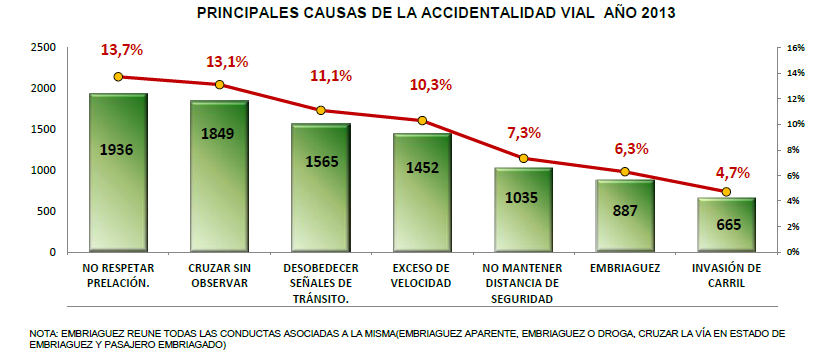 PRINCIPALES CAUSAS DE LA ACCIDENTALIDAD VIAL AÑO 2013
13,7%
13,1%
11,1%
10,3%
7,3%
6,3%
4,7%
2500
2000
1500
1000
500
0
16%
14%
12%
10%
8%
6%
4%
2%
0%
1936
1849
1565
1452
1035
887
665
NO RESPETAR
PRELACIÓN.
CRUZAR SIN
OBSERVAR
DESOBEDECER
SEÑALES DE
TRÁNSITO.
EXCESO DE
VELOCIDAD
NO MANTENER
DISTANCIA DE
SEGURIDAD
EMBRIAGUEZ
INVASIÓN DE
CARRIL
NOTA: EMBRIAGUEZ REUNE TODAS LAS CONDUCTAS ASOCIADAS A LA MISMA(EMBRIAGUEZ APARENTE, EMBRIAGUEZ O DROGA, CRUZAR LA VÍA EN ESTADO DE
EMBRIAGUEZ Y PASAJERO EMBRIAGADO)